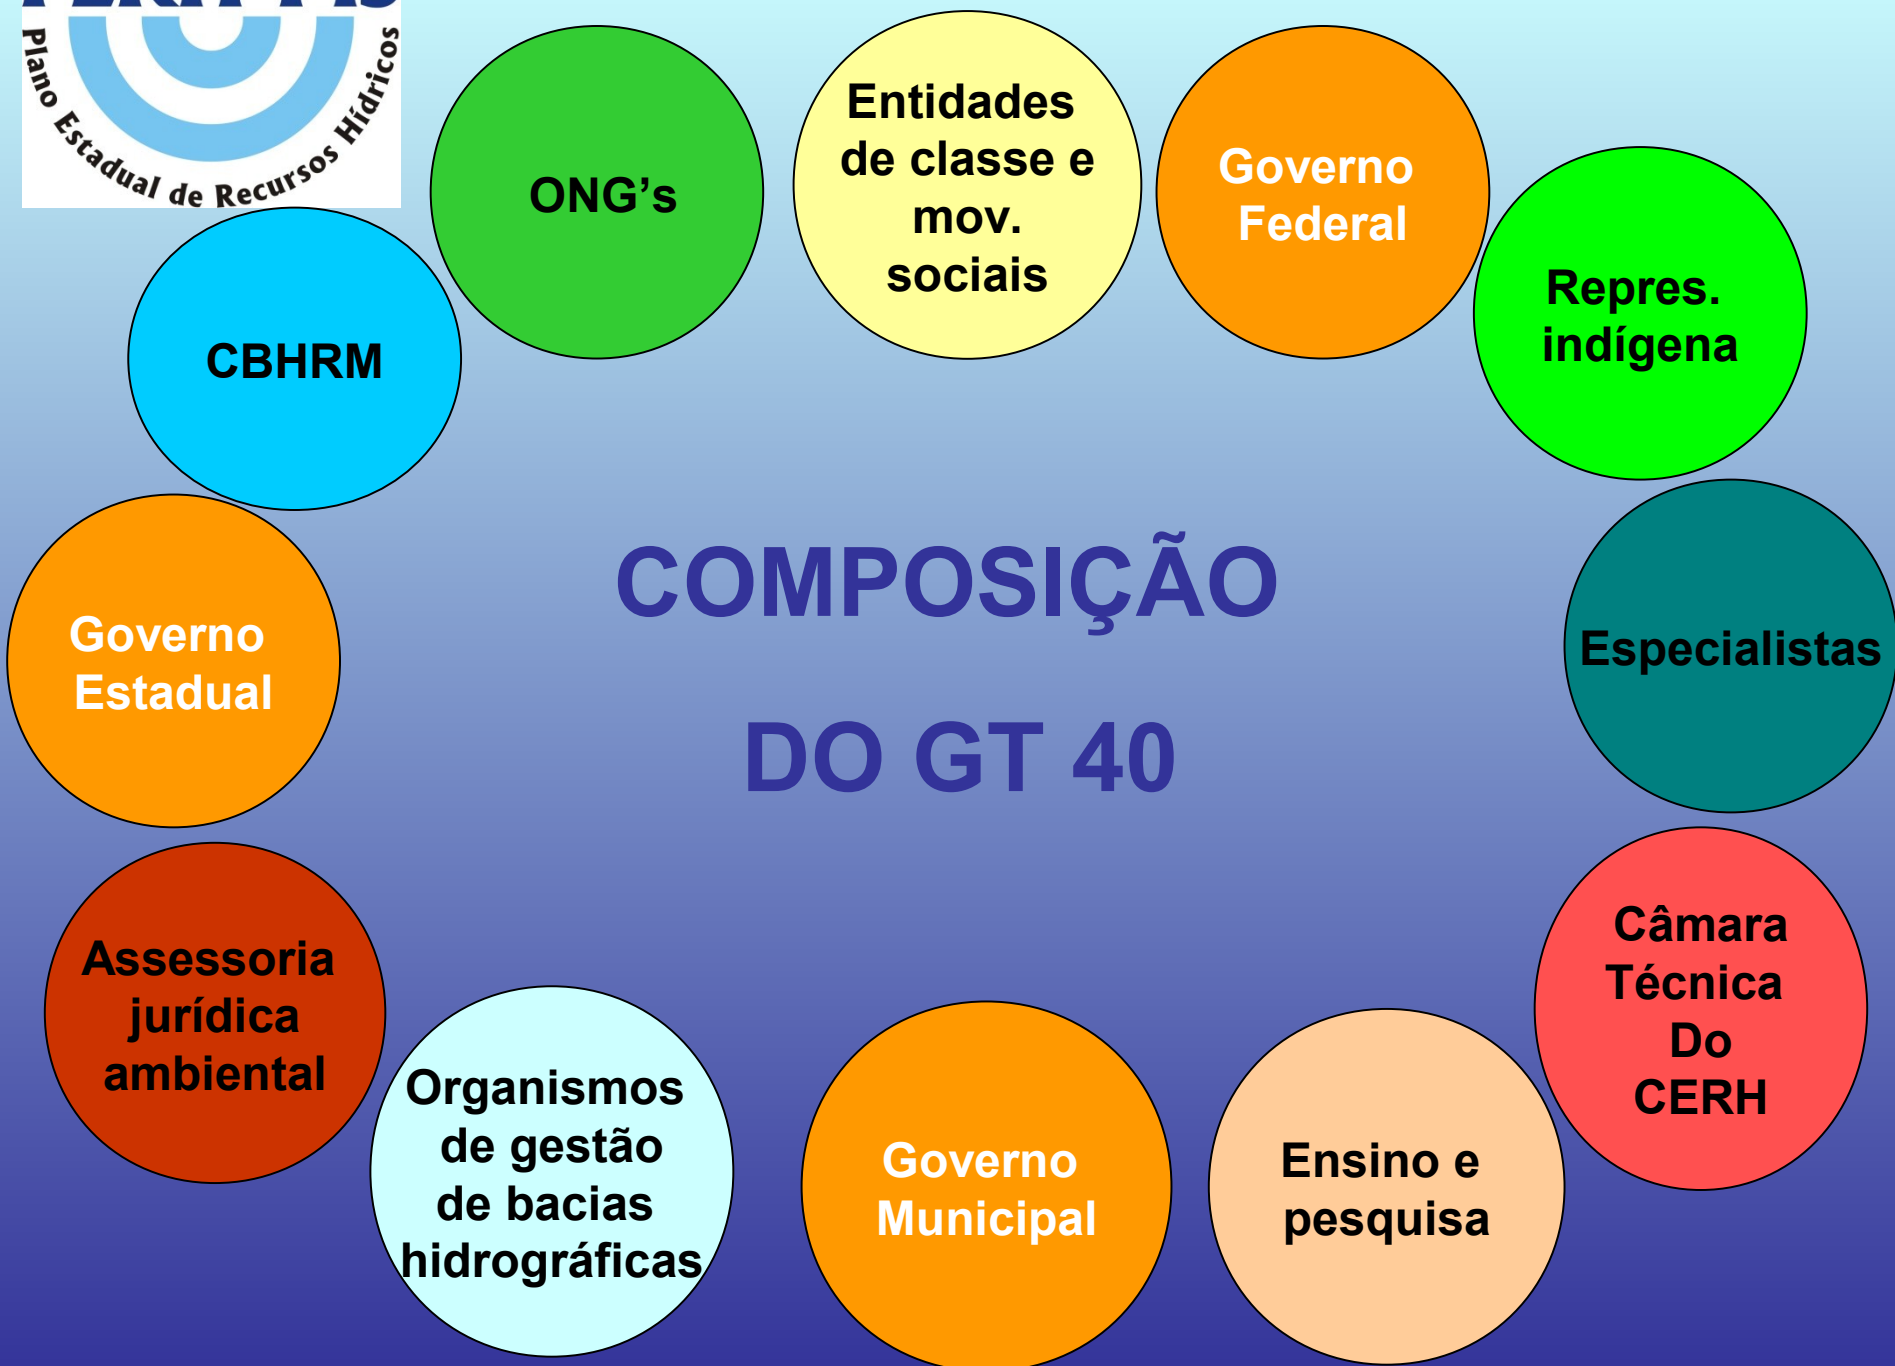 Plano Estadual de Recursos Hídricos
ONG’s
Entidades
de classe e
mov.
sociais
Governo
Federal
Repres.
indígena
CBHRM
COMPOSIÇÃO
DO GT 40
Governo
Estadual
Especialistas
Assessoria
jurídica
ambiental
Câmara
Técnica
Do
CERH
Organismos
de gestão
de bacias
hidrográficas
Governo
Municipal
Ensino e
pesquisa